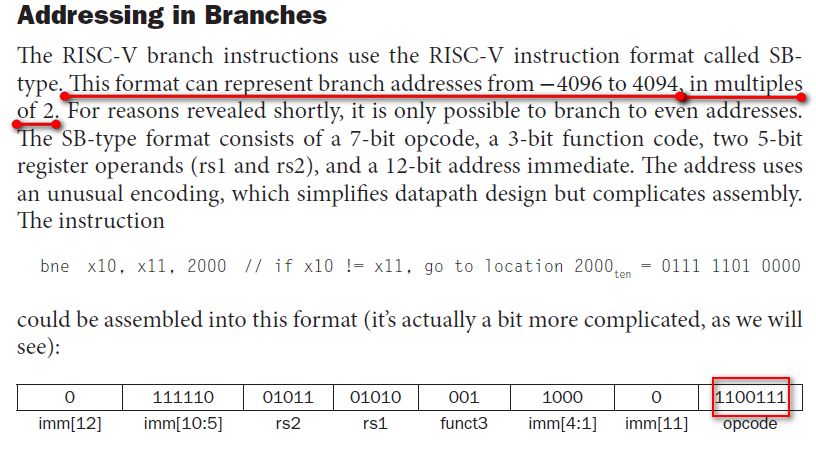 Addressing in Branches
The RISC-V branch instructions use the RISC-V instruction format called SB-
type. This format can represent branch addresses from −4096 to 4094, in multiples
of 2. For reasons revealed shortly, it is only possible to branch to even addresses.
The SB-type format consists of a 7-bit opcode, a 3-bit function code, two 5-bit
register operands (rs1 and rs2), and a 12-bit address immediate. The address uses
an unusual encoding, which simplifies datapath design but complicates assembly.
The instruction
bne x10, x11, 2000 // if x10 != x11, go to location 2000ten = 0111 1101 0000
could be assembled into this format (it's actually a bit more complicated, as we will
see):
0 111110 01011 01010 001 1000 0 1100111
imm[12] imm[10:5] rs2 rs1 funct3 imm[4:1] imm[11] opcode